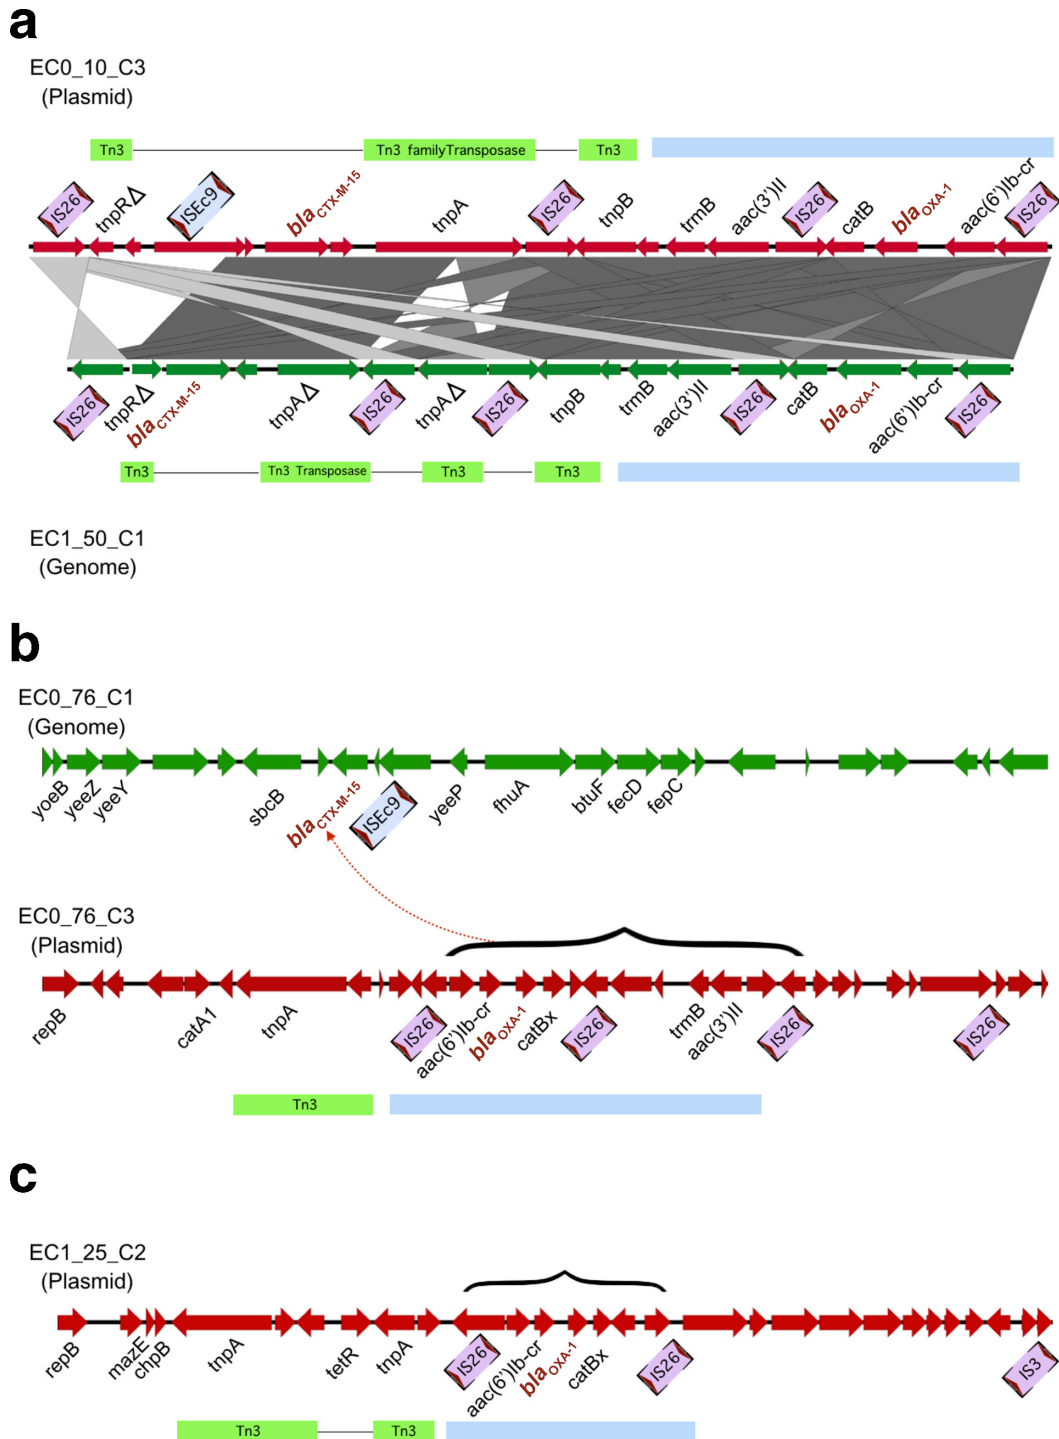 a
EC0_10_C3
(Plasmid)
Tn3
Tn3 familyTransposase
Tn3
IS26
tnpRΔ
ISEc9
blaCTX-M-15
tnpA
IS26
tnpB
trmB
aac(3')II
IS26
catB
blaOXA-1
aac(6')Ib-cr
IS26
IS26
tnpRΔ
blaCTX-M-15
tnpAΔ
IS26
tnpAΔ
IS26
tnpB
trmB
aac(3')II
IS26
catB
blaOXA-1
aac(6')Ib-cr
IS26
Tn3
Tn3 Transposase
Tn3
Tn3
EC1_50_C1
(Genome)
b
EC0_76_C1
(Genome)
yoeB
yeeZ
yeeY
sbcB
blaCTX-M-15
ISEc9
yeeP
fhuA
btuF
fecD
fepC
EC0_76_C3
(Plasmid)
repB
catA1
tnpA
IS26
aac(6')Ib-cr
blaOXA-1
catBx
IS26
trmB
aac(3')II
IS26
IS26
Tn3
c
EC1_25_C2
(Plasmid)
repB
mazE
chpB
tnpA
tetR
tnpA
IS26
aac(6')Ib-cr
blaOXA-1
catBx
IS26
IS3
Tn3
Tn3